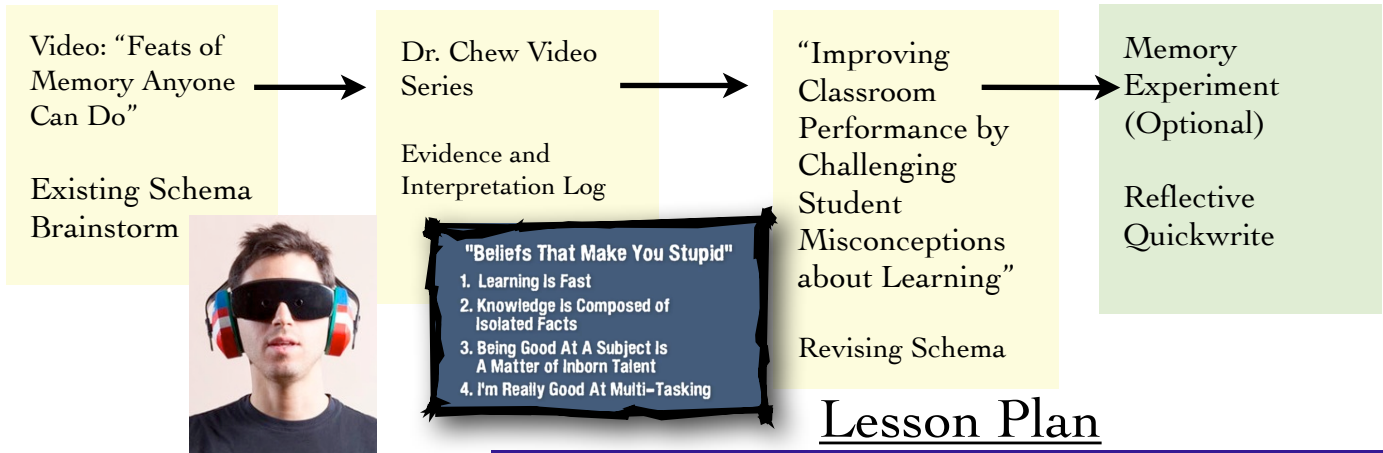 Video: “Feats of
Memory Anyone
Can Do”
Existing Schema
Brainstorm
Dr. Chew Video
Series
Evidence and
Interpretation Log
"Beliefs That Make You Stupid"
1. Learning Is Fast
2. Knowledge Is Composed of
Isolated Facts
3. Being Good At A Subject Is
A Matter of Inborn Talent
4. I'm Really Good At Multi-Tasking
“Improving
Classroom
Performance by
Challenging
Student
Misconceptions
about Learning”
Revising Schema
Memory
Experiment
(Optional)
Reflective
Quickwrite
Lesson Plan